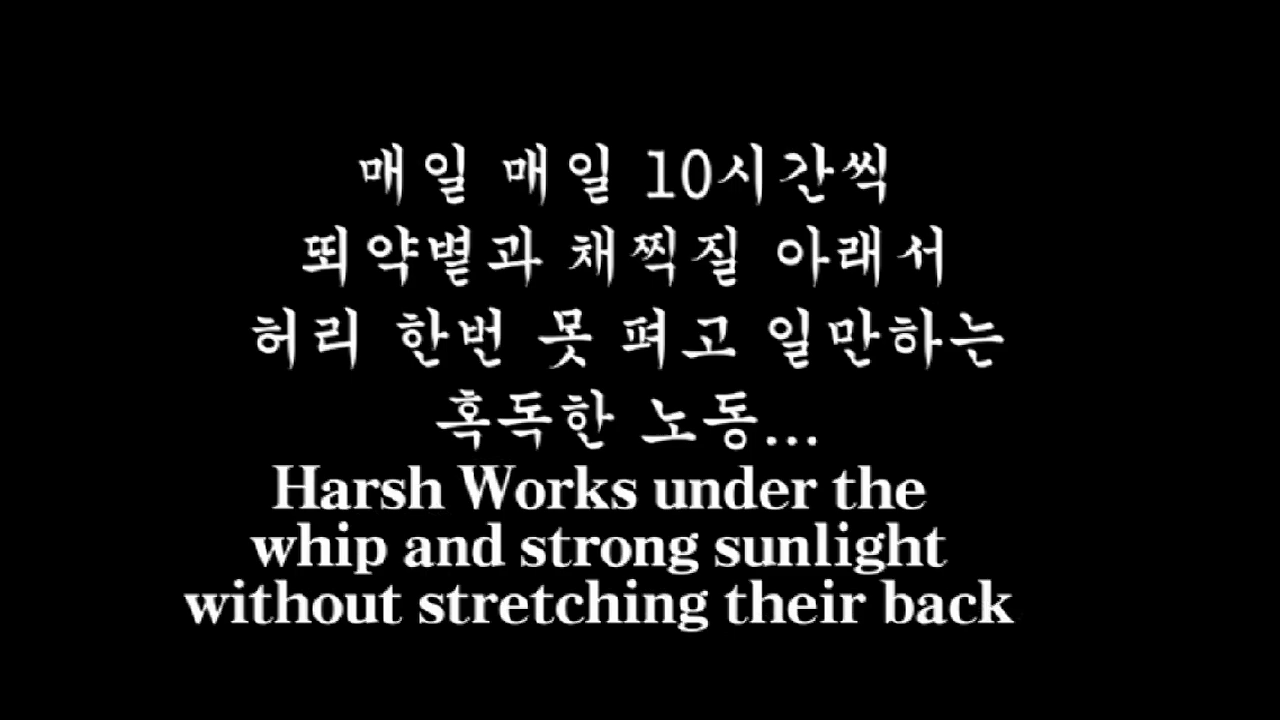 매일 매일 10시간씩
뙤약볕과 채찍질 아래서
허리 한번 못 펴고 일만하는
혹독한 노동...
Harsh Works under the
whip and strong sunlight
without stretching their back